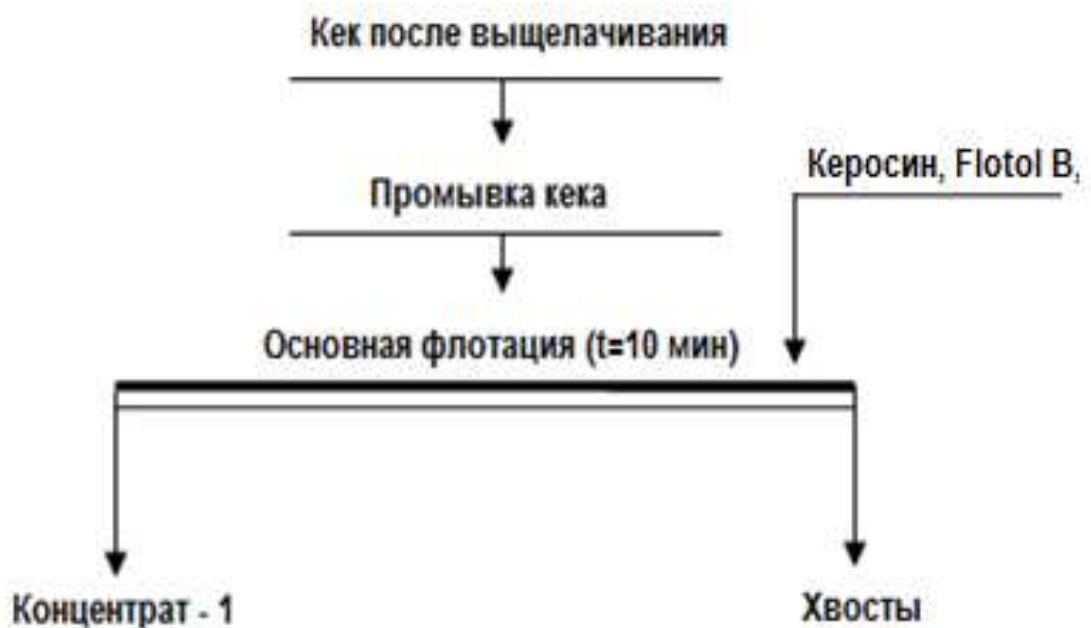 Кек после выщелачивания
Промывка кека
Керосин, Flotol B,
Основная флотация (t=10 мин)
Концентрат - 1
Хвосты